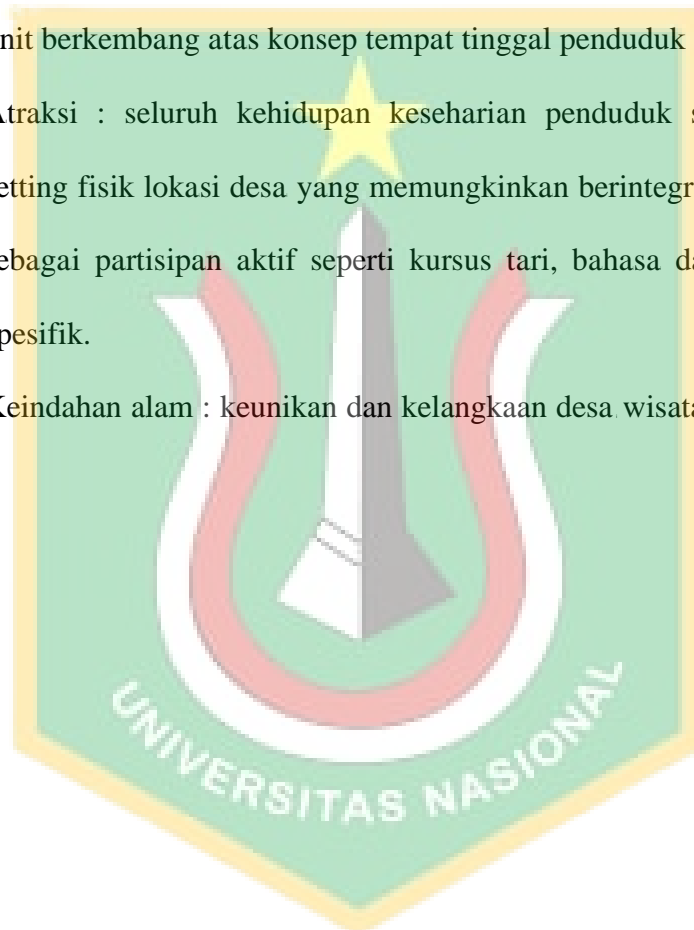 nit berkembang atas konsep tempat tinggal penduduk
Atraksi : seluruh kehidupan keseharian penduduk s
etting fisik lokasi desa yang memungkinkan berintegr
ebagai partisipan aktif seperti kursus tari, bahasa da
pesifik.
Keindahan alam : keunikan dan kelangkaan desa wisata
UNIVERSITAS NASIONAL